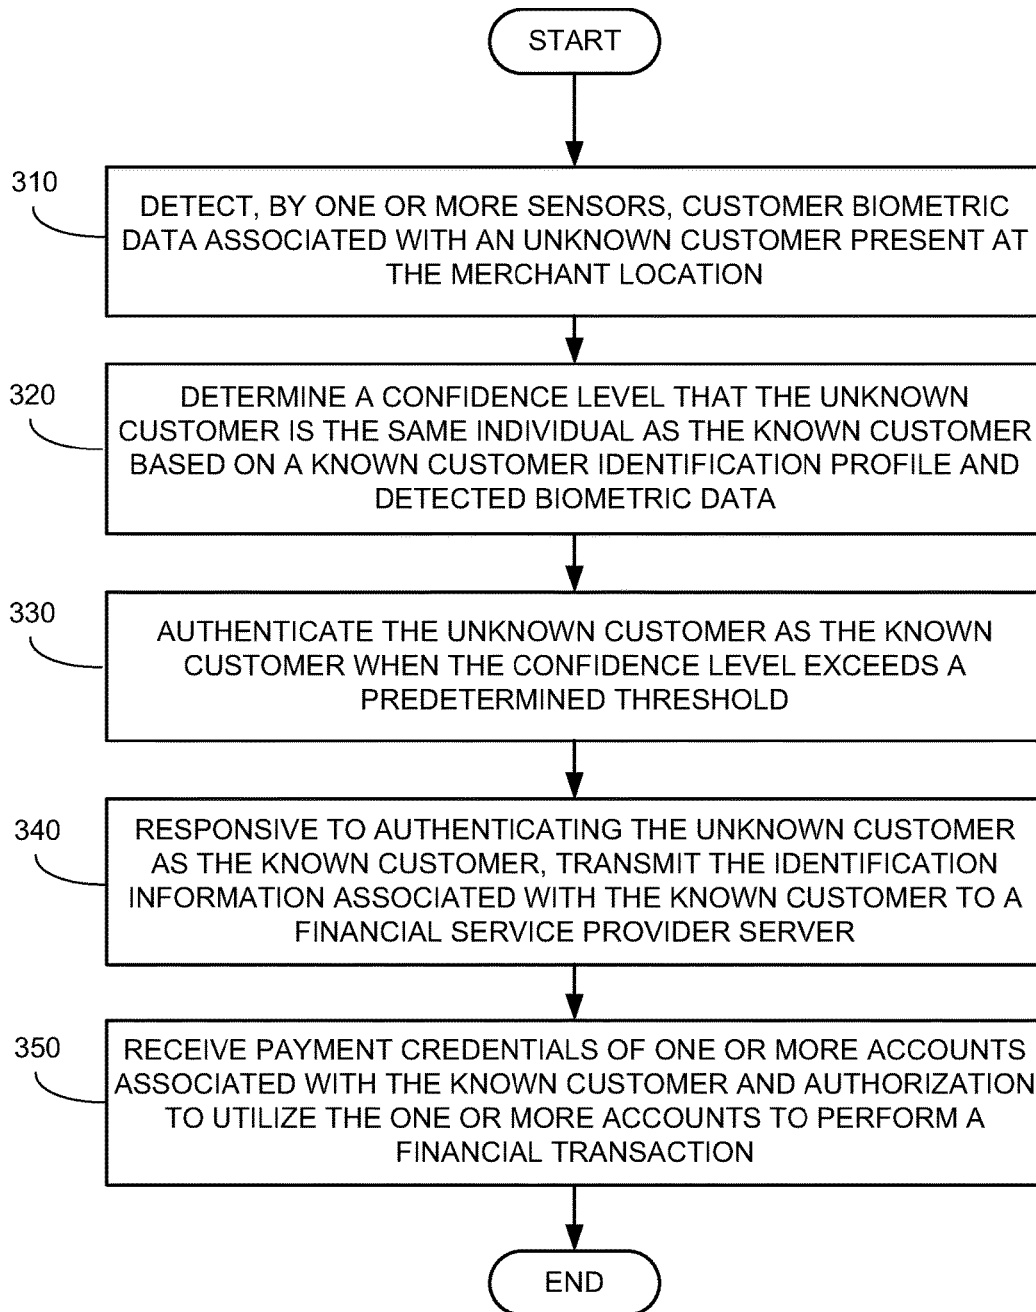 START
310
DETECT, BY ONE OR MORE SENSORS, CUSTOMER BIOMETRIC
DATA ASSOCIATED WITH AN UNKNOWN CUSTOMER PRESENT AT
THE MERCHANT LOCATION
320
DETERMINE A CONFIDENCE LEVEL THAT THE UNKNOWN
CUSTOMER IS THE SAME INDIVIDUAL AS THE KNOWN CUSTOMER
BASED ON A KNOWN CUSTOMER IDENTIFICATION PROFILE AND
DETECTED BIOMETRIC DATA
330
AUTHENTICATE THE UNKNOWN CUSTOMER AS THE KNOWN
CUSTOMER WHEN THE CONFIDENCE LEVEL EXCEEDS A
PREDETERMINED THRESHOLD
340
RESPONSIVE TO AUTHENTICATING THE UNKNOWN CUSTOMER
AS THE KNOWN CUSTOMER, TRANSMIT THE IDENTIFICATION
INFORMATION ASSOCIATED WITH THE KNOWN CUSTOMER TO A
FINANCIAL SERVICE PROVIDER SERVER
350
RECEIVE PAYMENT CREDENTIALS OF ONE OR MORE ACCOUNTS
ASSOCIATED WITH THE KNOWN CUSTOMER AND AUTHORIZATION
TO UTILIZE THE ONE OR MORE ACCOUNTS TO PERFORM A
FINANCIAL TRANSACTION
END